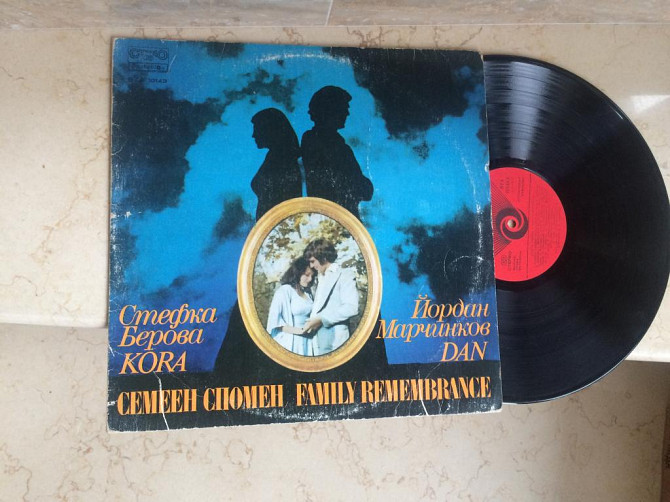 Стефка
Берова
KORA
Йордан
Марчинков
DAN
СЕМЕЕН СПОМЕН FAMILY REMEMBRANCE